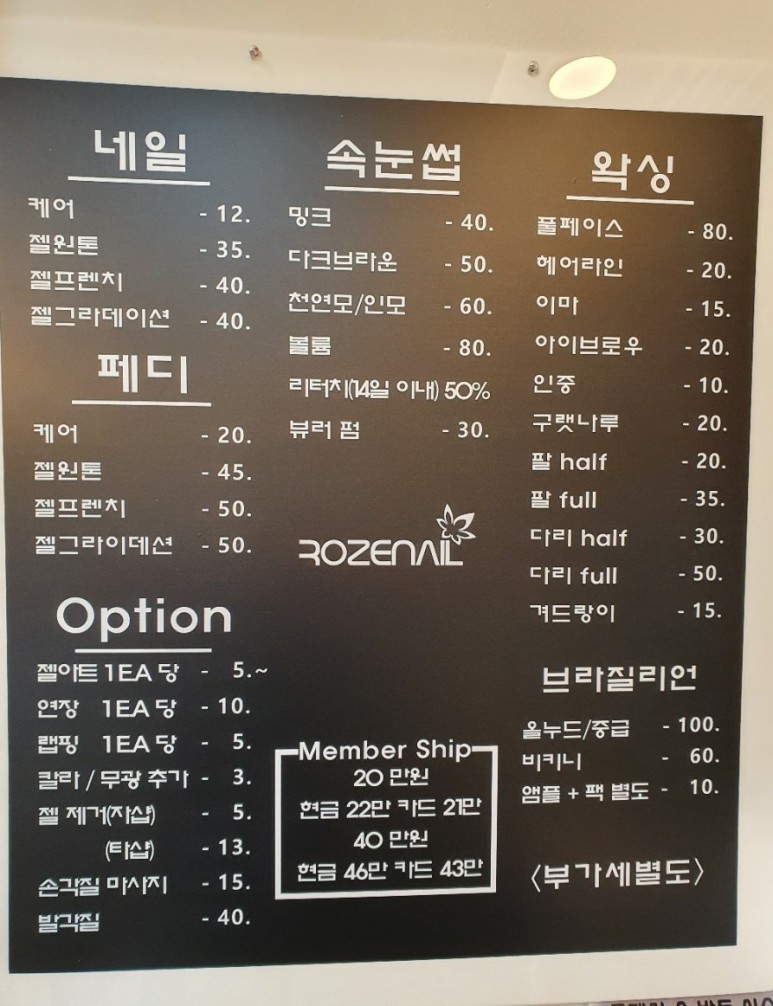 네일
케어 - 12.
젤원톤 - 35.
젤프렌치 - 40.
젤그라데이션 - 40.
페디
케어 - 20.
젤원톤 - 45.
젤프렌치 - 50.
젤그라이데션 - 50.
Option
젤아트 1EA 당 - 5.~
연장 1EA 당 - 10.
랩핑 1EA 당 - 5.
칼라 / 무광 추가 - 3.
젤 제거(자샵) - 5.
(타샵) - 13.
손각질 마사지 - 15.
발각질 - 40.
속눈썹
밍크 - 40.
다크브라운 - 50.
천연모/인모 - 60.
볼륨 - 80.
리터치(14일 이내) 50%
뷰러 펌 - 30.
ROZENAIL
Member Ship
20 만원
현금 22만 카드 21만
40 만원
현금 46만 카드 43만
왁싱
풀페이스 - 80.
헤어라인 - 20.
이마 - 15.
아이브로우 - 20.
인중 - 10.
구랫나루 - 20.
팔 half - 20.
팔 full - 35.
다리 half - 30.
다리 full - 50.
겨드랑이 - 15.
브라질리언
올누드/중급 - 100.
비키니 - 60.
앰플 + 팩 별도 - 10.
〈부가세별도〉